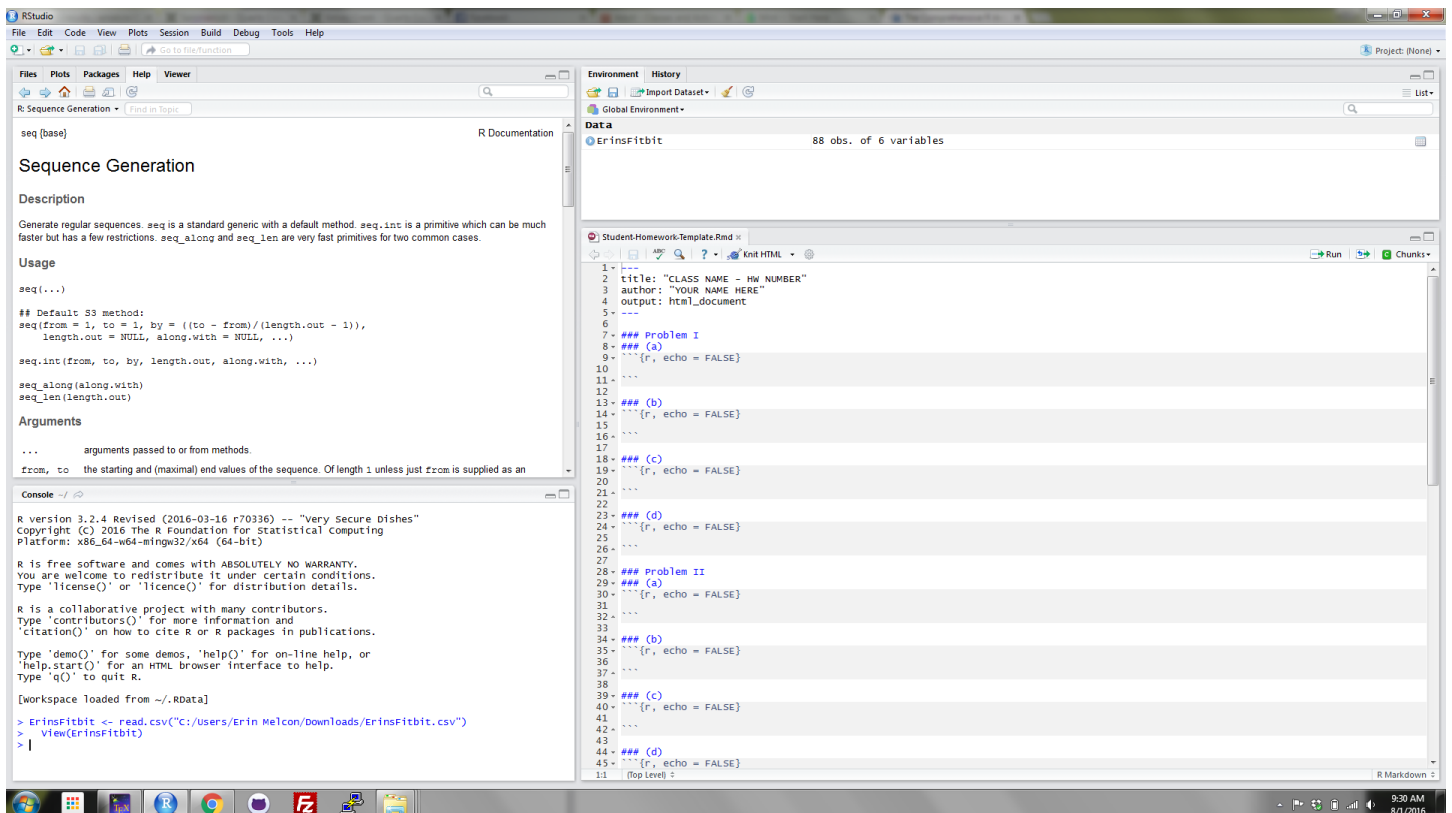 RStudio
File Edit Code View Plots Session Build Debug Tools Help
Go to file/function
Project: (None)
Files Plots Packages Help Viewer
R: Sequence Generation
Find in Topic
seq {base}
R Documentation
Sequence Generation
Description
Generate regular sequences. seq is a standard generic with a default method. seq.int is a primitive which can be much
faster but has a few restrictions. seq_along and seq_len are very fast primitives for two common cases.
Usage
seq(...)
## Default S3 method:
seq(from = 1, to = 1, by = ((to - from)/(length.out - 1)),
    length.out = NULL, along.with = NULL, ...)
seq.int(from, to, by, length.out, along.with, ...)
seq_along(along.with)
seq_len(length.out)
Arguments
... arguments passed to or from methods.
from, to the starting and (maximal) end values of the sequence. Of length 1 unless just from is supplied as an
Console ~/
R version 3.2.4 Revised (2016-03-16 r70336) -- "Very Secure Dishes"
Copyright (C) 2016 The R Foundation for Statistical Computing
Platform: x86_64-w64-mingw32/x64 (64-bit)
R is free software and comes with ABSOLUTELY NO WARRANTY.
You are welcome to redistribute it under certain conditions.
Type 'license()' or 'licence()' for distribution details.
R is a collaborative project with many contributors.
Type 'contributors()' for more information and
'citation()' on how to cite R or R packages in publications.
Type 'demo()' for some demos, 'help()' for on-line help, or
'help.start()' for an HTML browser interface to help.
Type 'q()' to quit R.
[workspace loaded from ~/.RData]
> ErinsFitbit <- read.csv("C:/Users/Erin Melcon/Downloads/ErinsFitbit.csv")
>   View(ErinsFitbit)
>
Environment History
Import Dataset
List
Global Environment
Data
ErinsFitbit 88 obs. of 6 variables
Student-Homework-Template.Rmd
ABC ? Knit HTML
Run Chunks
1 ---
2 title: "CLASS NAME - HW NUMBER"
3 author: "YOUR NAME HERE"
4 output: html_document
5 ---
6
7 ### Problem I
8 ### (a)
9 ```{r, echo = FALSE}
10
11 ```
12
13 ### (b)
14 ```{r, echo = FALSE}
15
16 ```
17
18 ### (c)
19 ```{r, echo = FALSE}
20
21 ```
22
23 ### (d)
24 ```{r, echo = FALSE}
25
26 ```
27
28 ### Problem II
29 ### (a)
30 ```{r, echo = FALSE}
31
32 ```
33
34 ### (b)
35 ```{r, echo = FALSE}
36
37 ```
38
39 ### (c)
40 ```{r, echo = FALSE}
41
42 ```
43
44 ### (d)
45 ```{r, echo = FALSE}
1:1 (Top Level)
R Markdown
9:30 AM
8/1/2016